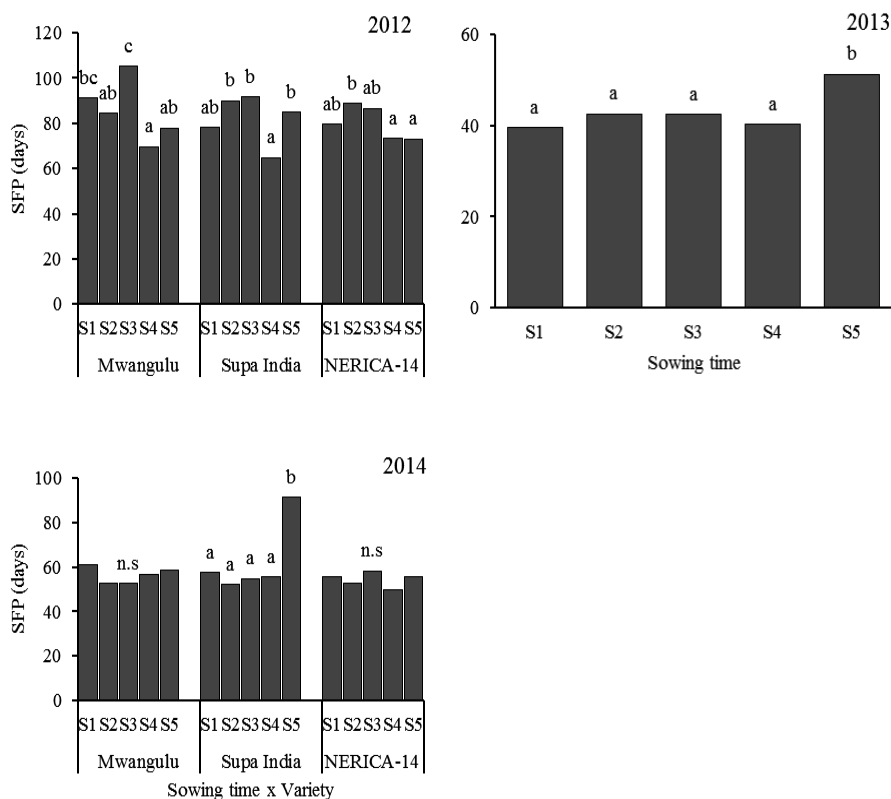 2012
SFP (days)
120
100
80
60
40
20
0
bc ab c a ab ab b b a b ab b ab a a
S1 S2 S3 S4 S5 S1 S2 S3 S4 S5 S1 S2 S3 S4 S5
Mwangulu Supa India NERICA-14
2013
60
40
20
0
a a a a b
S1 S2 S3 S4 S5
Sowing time
2014
SFP (days)
100
80
60
40
20
0
n.s a a a a b n.s
S1 S2 S3 S4 S5 S1 S2 S3 S4 S5 S1 S2 S3 S4 S5
Mwangulu Supa India NERICA-14
Sowing time x Variety